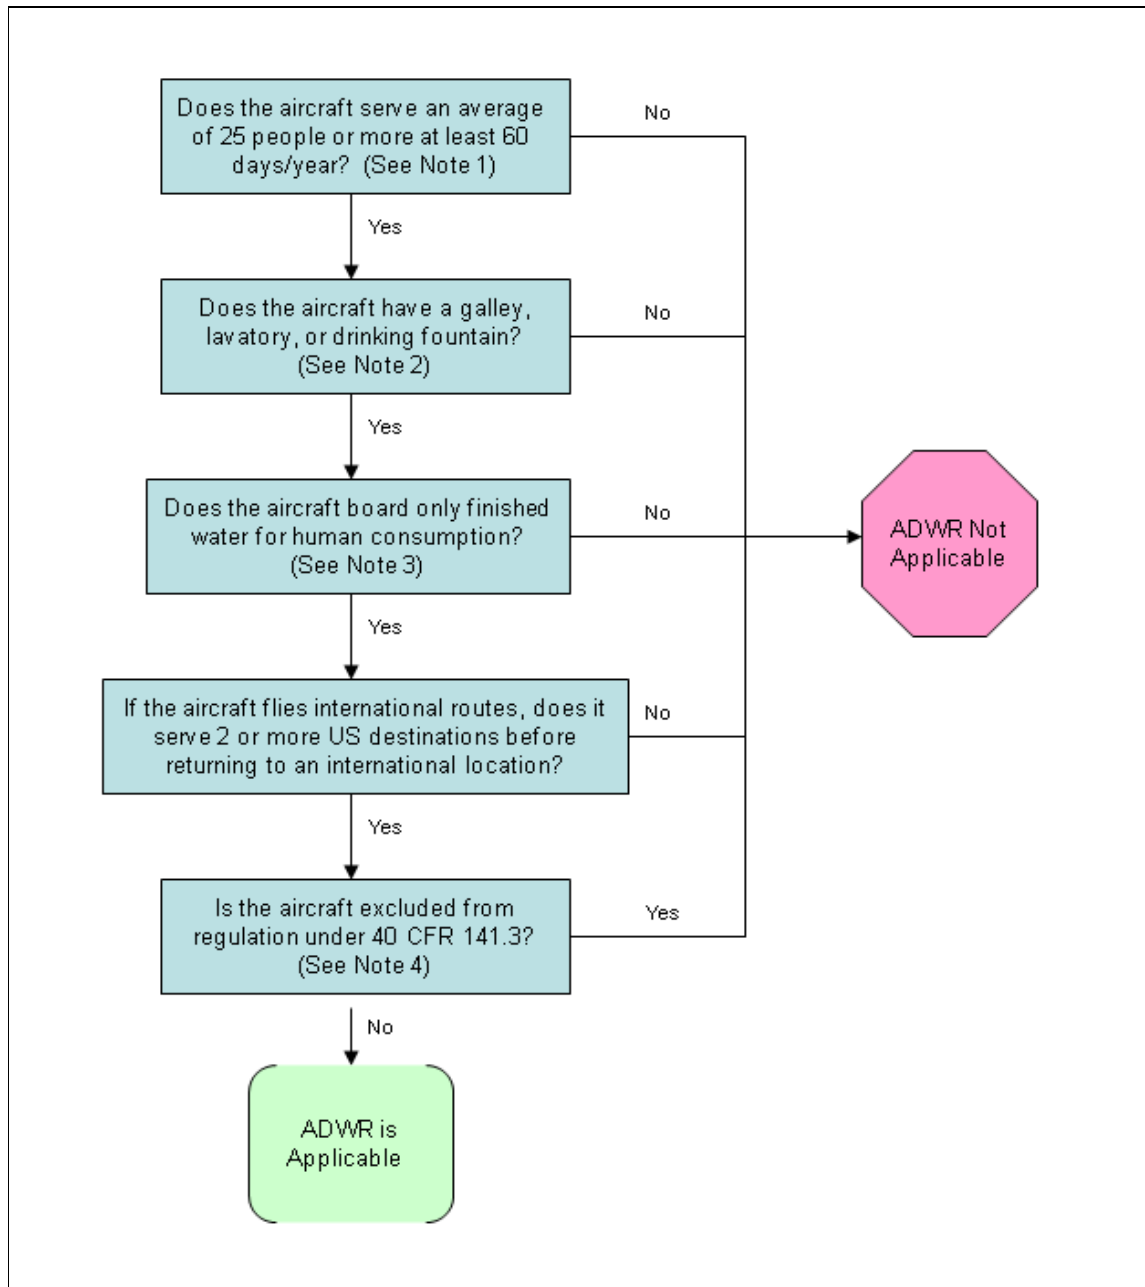 Does the aircraft serve an average
of 25 people or more at least 60
days/year? (See Note 1)
No
Yes
Does the aircraft have a galley,
lavatory, or drinking fountain?
(See Note 2)
No
Yes
Does the aircraft board only finished
water for human consumption?
(See Note 3)
No
ADWR Not
Applicable
Yes
If the aircraft flies international routes, does it
serve 2 or more US destinations before
returning to an international location?
No
Yes
Is the aircraft excluded from
regulation under 40 CFR 141.3?
(See Note 4)
Yes
No
ADWR is
Applicable